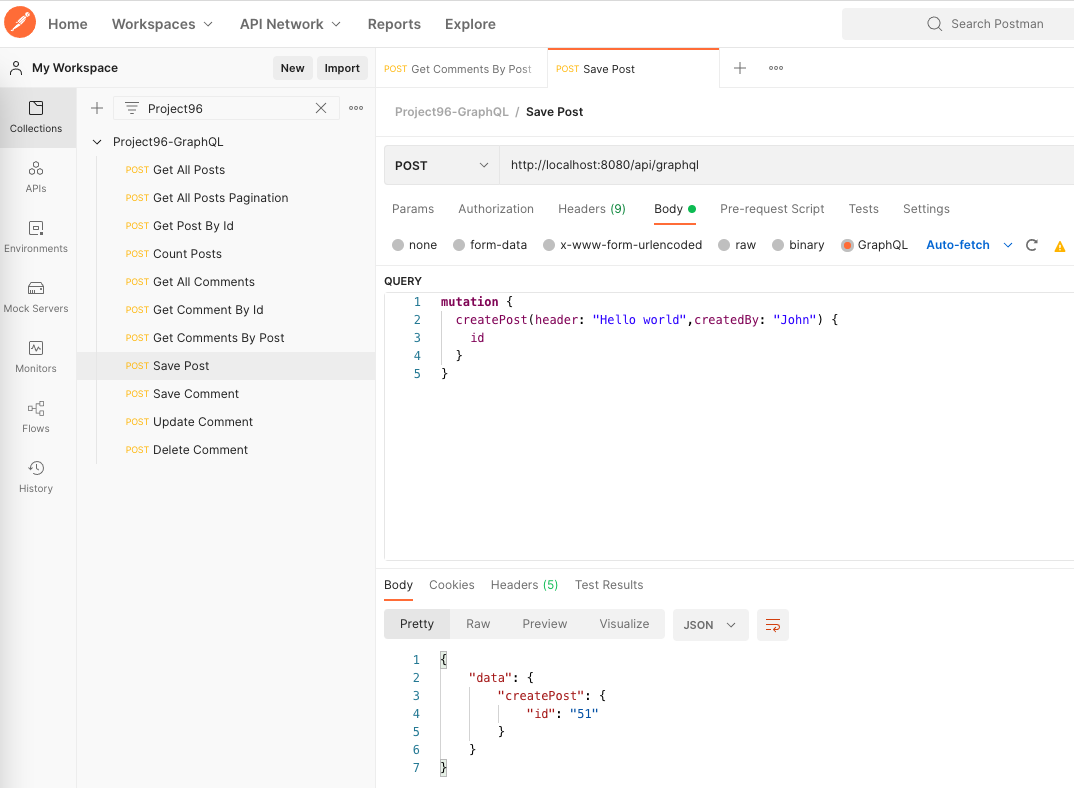 Home Workspaces API Network Reports Explore Search Postman
My Workspace New Import
Collections
APIs
Environments
Mock Servers
Monitors
Flows
History
Project96
Project96-GraphQL
POST Get All Posts
POST Get All Posts Pagination
POST Get Post By Id
POST Count Posts
POST Get All Comments
POST Get Comment By Id
POST Get Comments By Post
POST Save Post
POST Save Comment
POST Update Comment
POST Delete Comment
POST Get Comments By Post POST Save Post
Project96-GraphQL / Save Post
POST http://localhost:8080/api/graphql
Params Authorization Headers (9) Body Pre-request Script Tests Settings
none form-data x-www-form-urlencoded raw binary GraphQL Auto-fetch
QUERY
1 mutation {
2 createPost(header: "Hello world",createdBy: "John") {
3 id
4 }
5 }
Body Cookies Headers (5) Test Results
Pretty Raw Preview Visualize JSON
1 {
2 "data": {
3 "createPost": {
4 "id": "51"
5 }
6 }
7 }